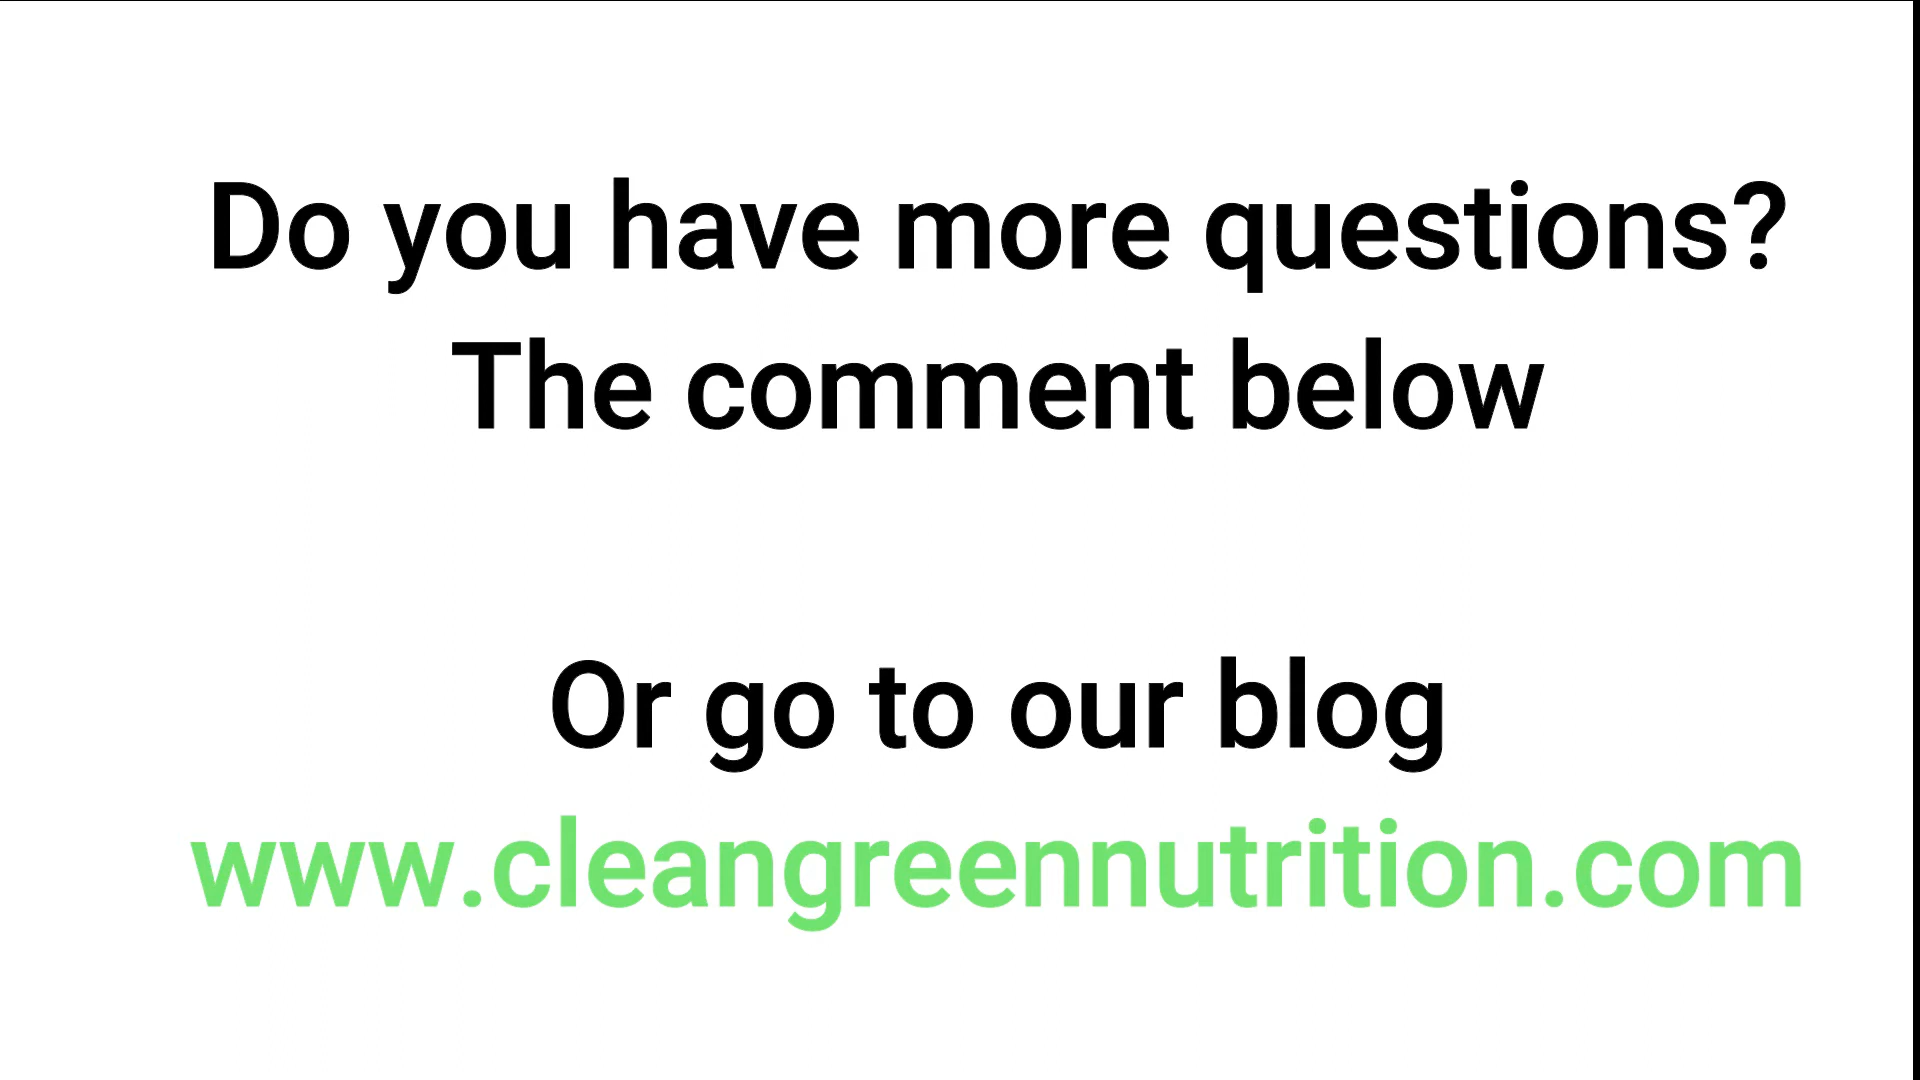 Do you have more questions?
The comment below
Or go to our blog
www.cleangreennutrition.com